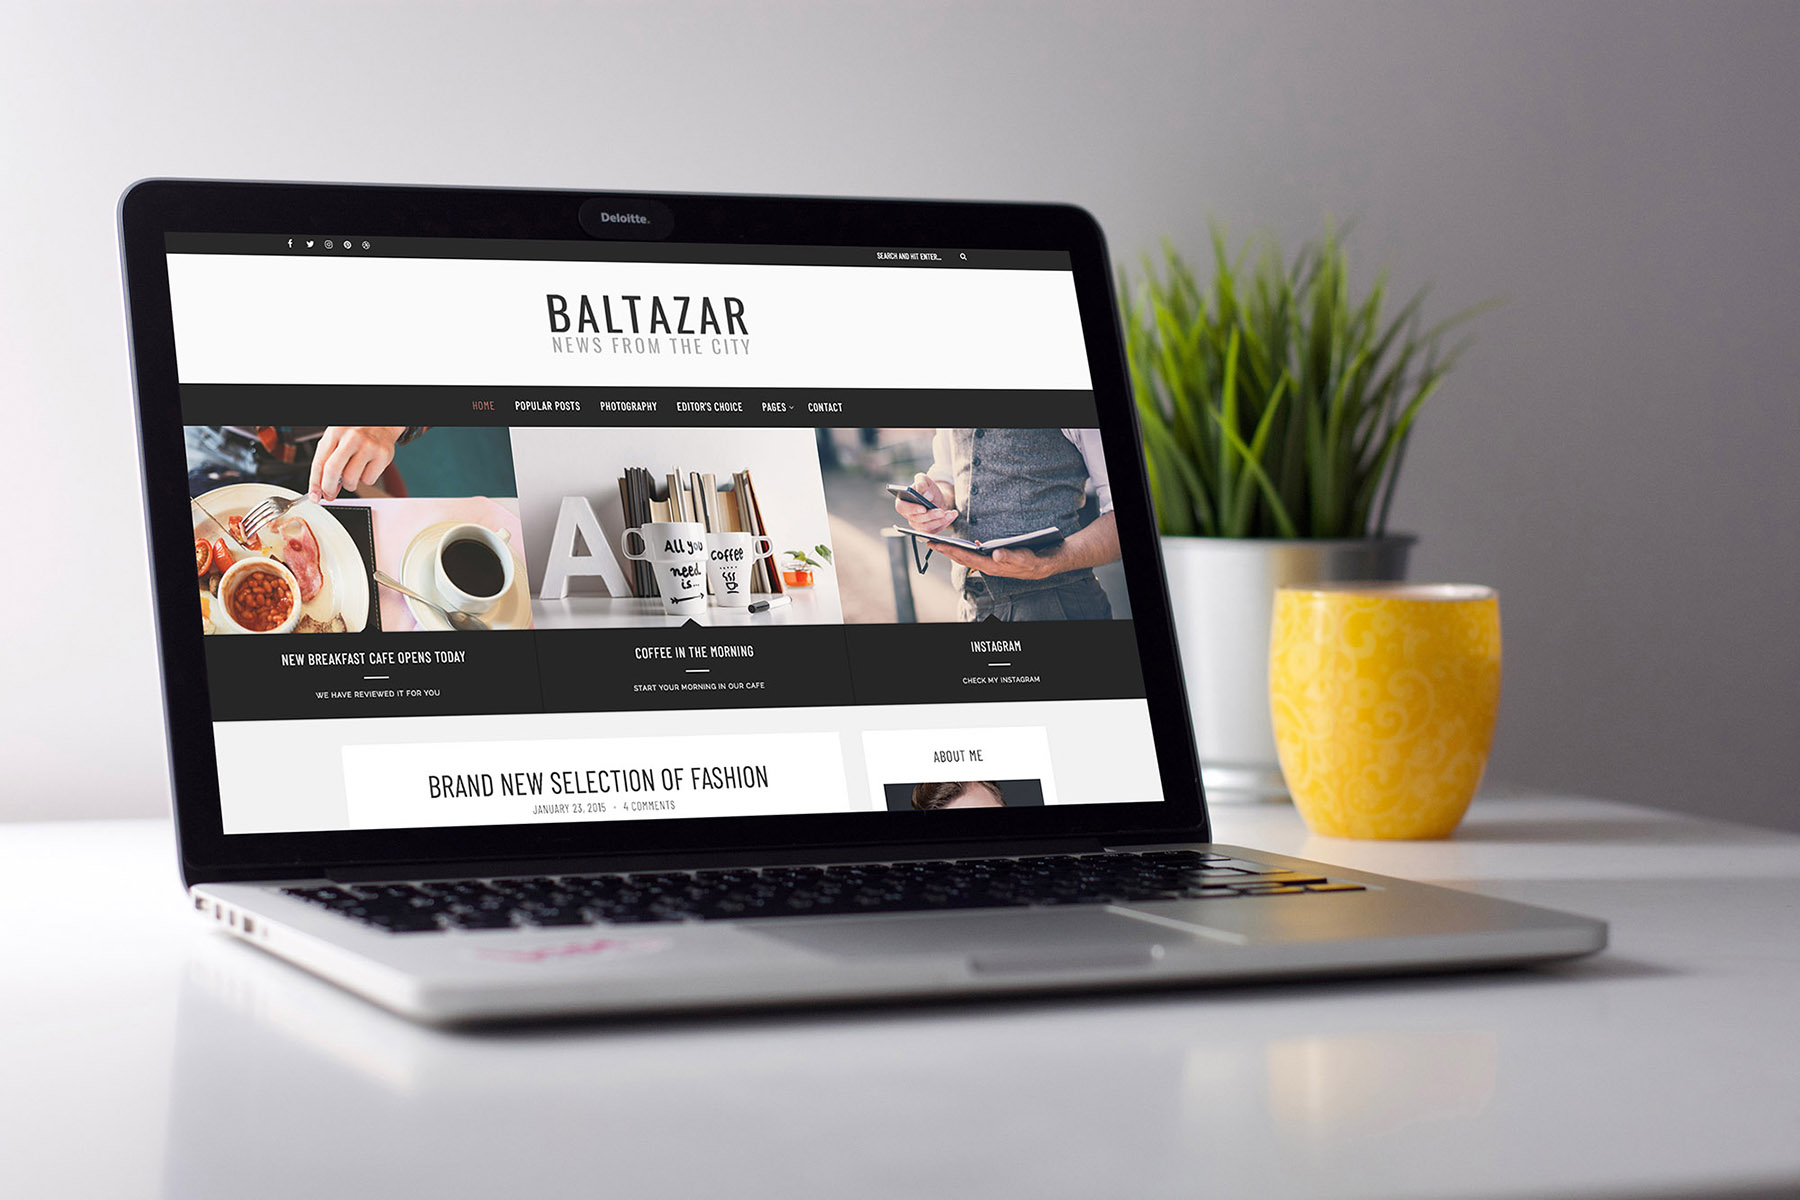 Deloitte.
SEARCH AND HIT ENTER...
BALTAZAR
NEWS FROM THE CITY
HOME POPULAR POSTS PHOTOGRAPHY EDITOR'S CHOICE PAGES CONTACT
A
All you
need
is...
coffee
NEW BREAKFAST CAFE OPENS TODAY
WE HAVE REVIEWED IT FOR YOU
COFFEE IN THE MORNING
START YOUR MORNING IN OUR CAFE
INSTAGRAM
CHECK MY INSTAGRAM
BRAND NEW SELECTION OF FASHION
JANUARY 23, 2015 • 4 COMMENTS
ABOUT ME